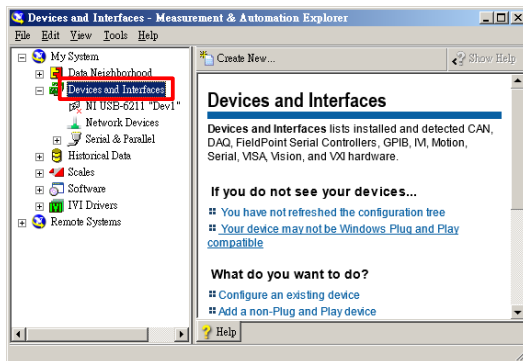 Devices and Interfaces - Measurement & Automation Explorer
File Edit View Tools Help
My System
Data Neighborhood
Devices and Interfaces
NI USB-6211 "Dev1"
Network Devices
Serial & Parallel
Historical Data
Scales
Software
IVI Drivers
Remote Systems
Create New...
Show Help
Devices and Interfaces
Devices and Interfaces lists installed and detected CAN,
DAQ, FieldPoint Serial Controllers, GPIB, IVI, Motion,
Serial, VISA, Vision, and VXI hardware.
If you do not see your devices...
You have not refreshed the configuration tree
Your device may not be Windows Plug and Play
compatible
What do you want to do?
Configure an existing device
Add a non-Plug and Play device
Help